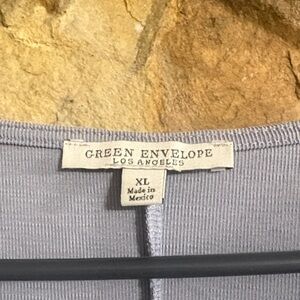 GREEN ENVELOPE
LOS ANGELES
XL
Made in
Mexico